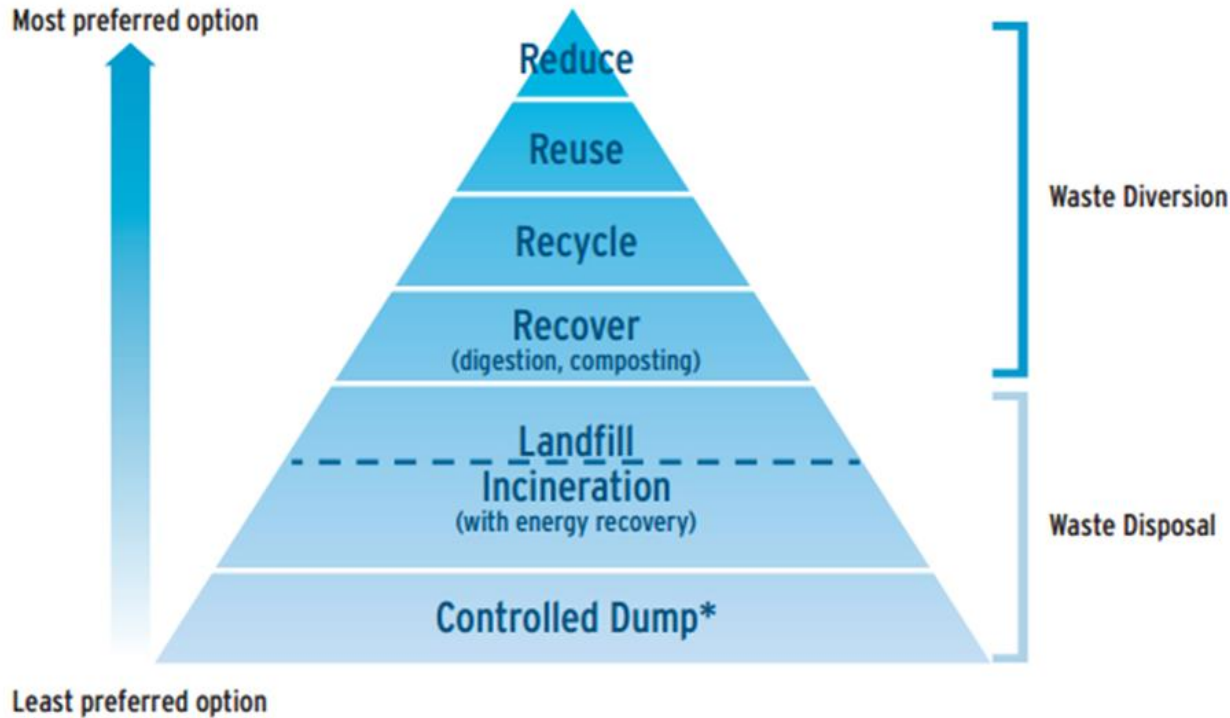 Most preferred option
Reduce
Reuse
Recycle
Recover
(digestion, composting)
Waste Diversion
Landfill
Incineration
(with energy recovery)
Waste Disposal
Controlled Dump*
Least preferred option